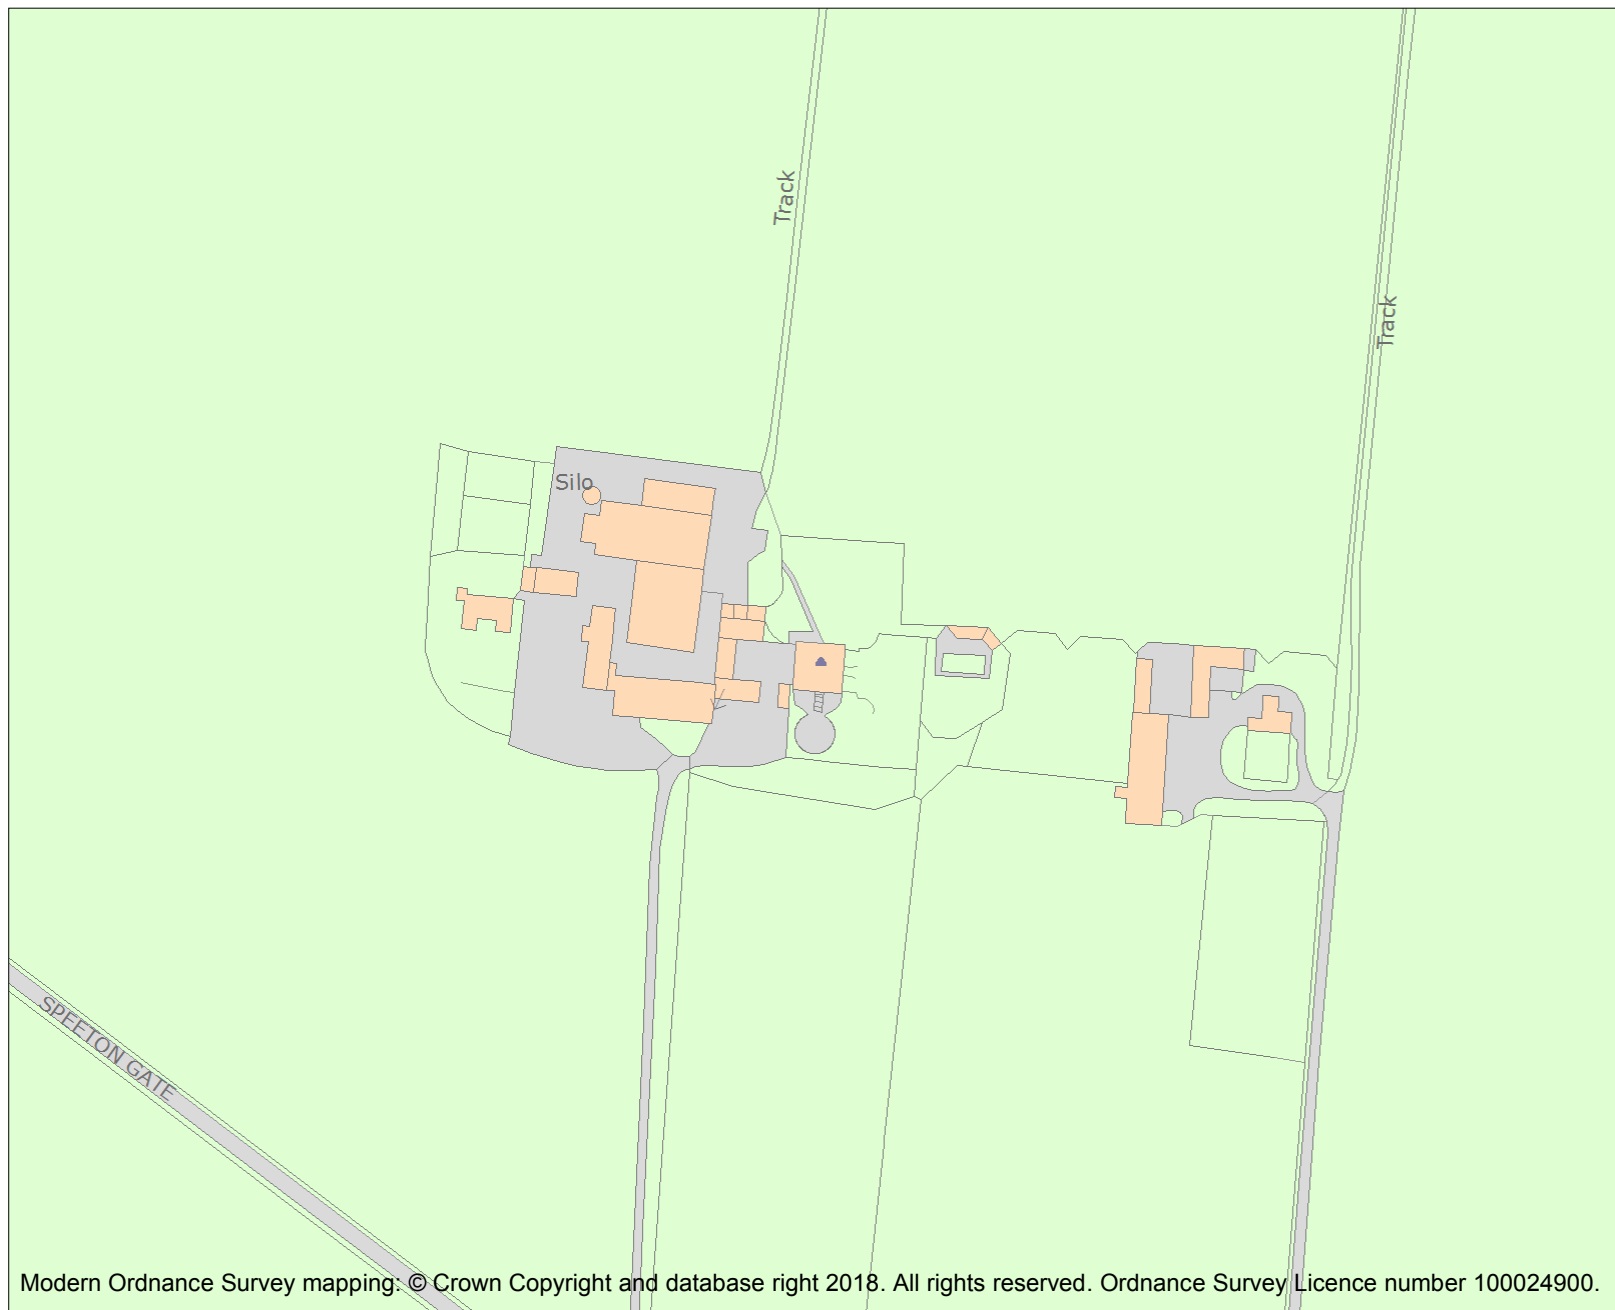 Track
Track
Silo
SPEETON GATE
Modern Ordnance Survey mapping: © Crown Copyright and database right 2018. All rights reserved. Ordnance Survey Licence number 100024900.